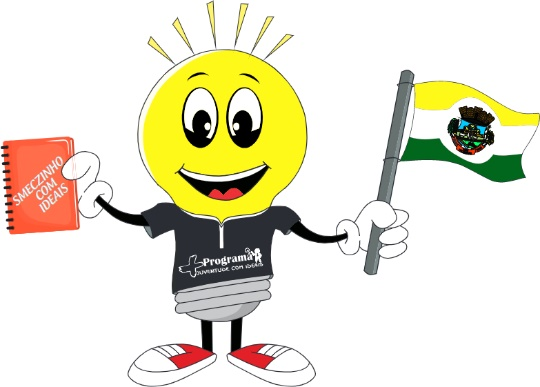 SMECZINHO
COM
IDEAIS
+Programa
JUVENTUDE COM IDEAIS